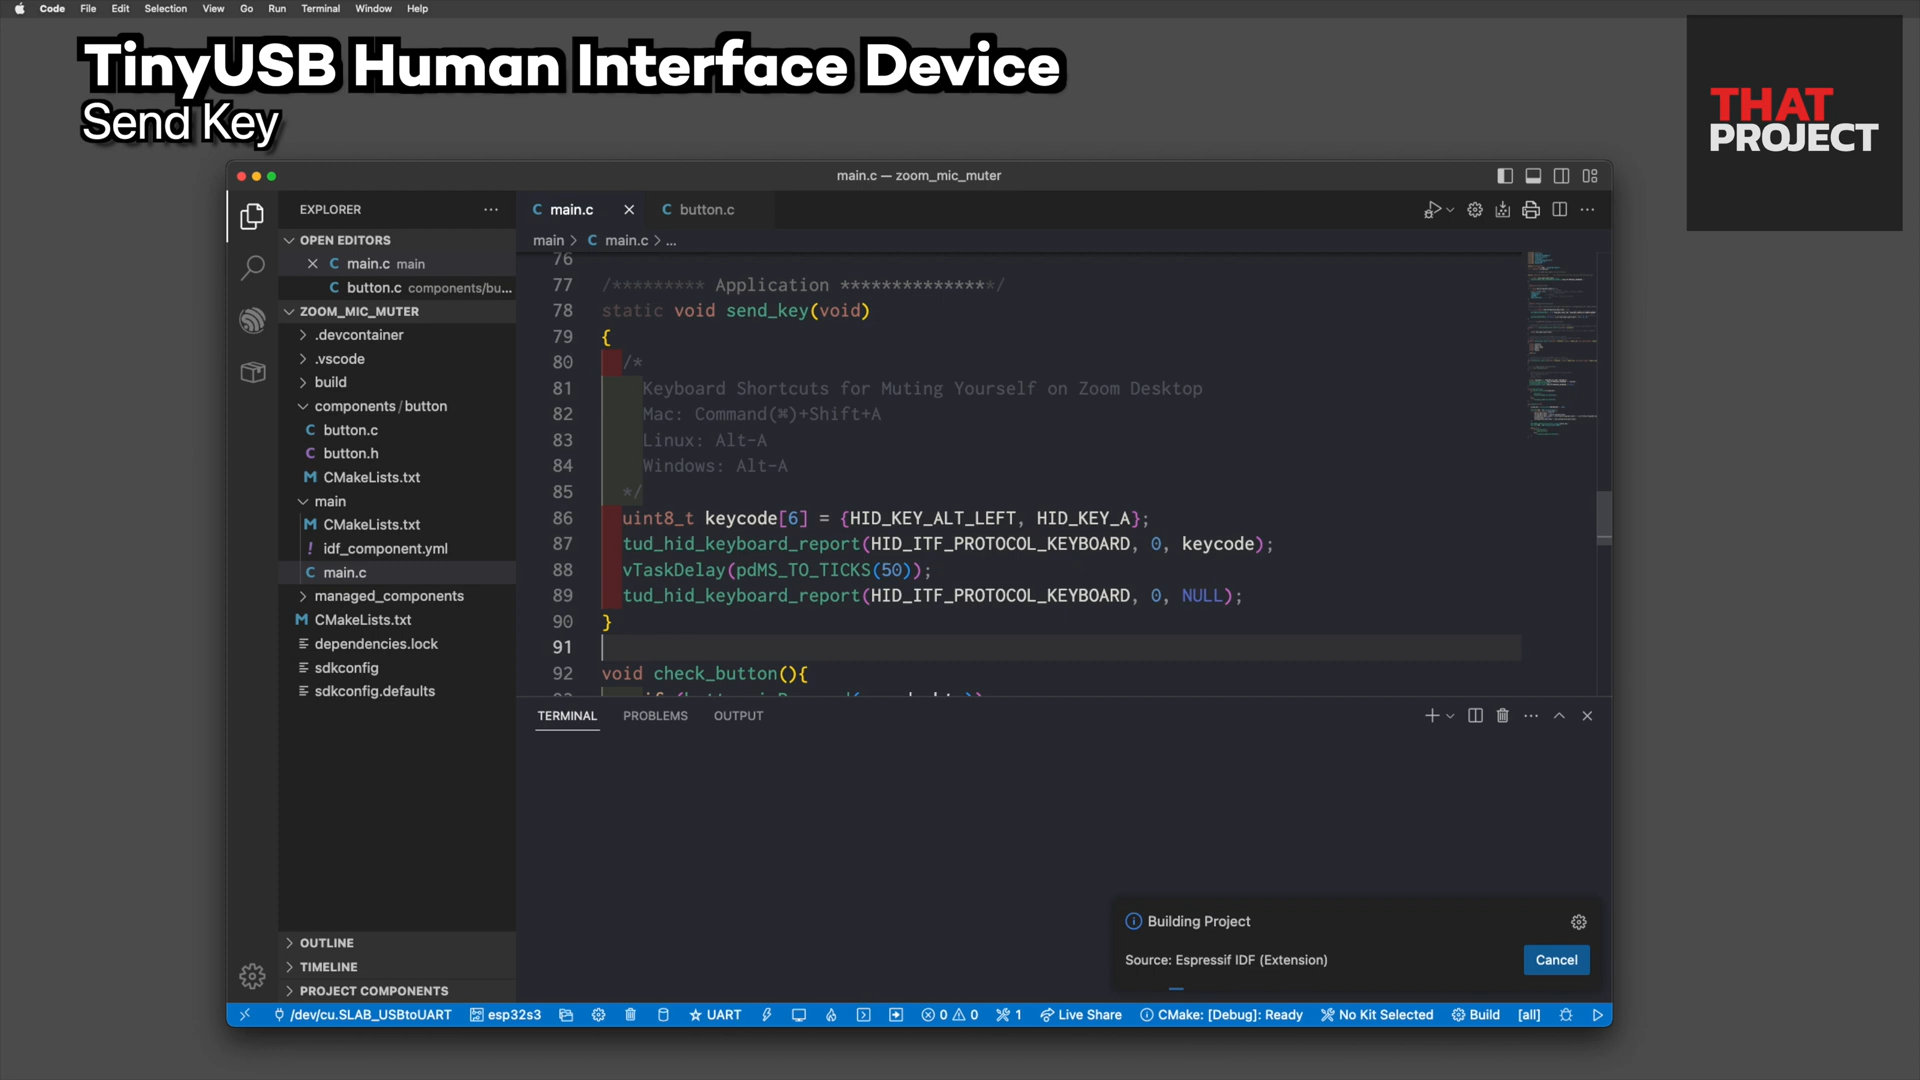 Code File Edit Selection View Go Run Terminal Window Help
TinyUSB Human Interface Device
Send Key
THAT
PROJECT
main.c — zoom_mic_muter
EXPLORER
OPEN EDITORS
main.c main
button.c components/bu...
ZOOM_MIC_MUTER
.devcontainer
.vscode
build
components / button
button.c
button.h
CMakeLists.txt
main
CMakeLists.txt
idf_component.yml
main.c
managed_components
CMakeLists.txt
dependencies.lock
sdkconfig
sdkconfig.defaults
OUTLINE
TIMELINE
PROJECT COMPONENTS
main.c button.c
main > C main.c > ...
76
77 /********* Application ***************/
78 static void send_key(void)
79 {
80 /*
81 Keyboard Shortcuts for Muting Yourself on Zoom Desktop
82 Mac: Command(⌘)+Shift+A
83 Linux: Alt-A
84 Windows: Alt-A
85 */
86 uint8_t keycode[6] = {HID_KEY_ALT_LEFT, HID_KEY_A};
87 tud_hid_keyboard_report(HID_ITF_PROTOCOL_KEYBOARD, 0, keycode);
88 vTaskDelay(pdMS_TO_TICKS(50));
89 tud_hid_keyboard_report(HID_ITF_PROTOCOL_KEYBOARD, 0, NULL);
90 }
91
92 void check_button(){
TERMINAL PROBLEMS OUTPUT
Building Project
Source: Espressif IDF (Extension)
Cancel
/dev/cu.SLAB_USBtoUART esp32s3 UART 0 0 1 Live Share CMake: [Debug]: Ready No Kit Selected Build [all]